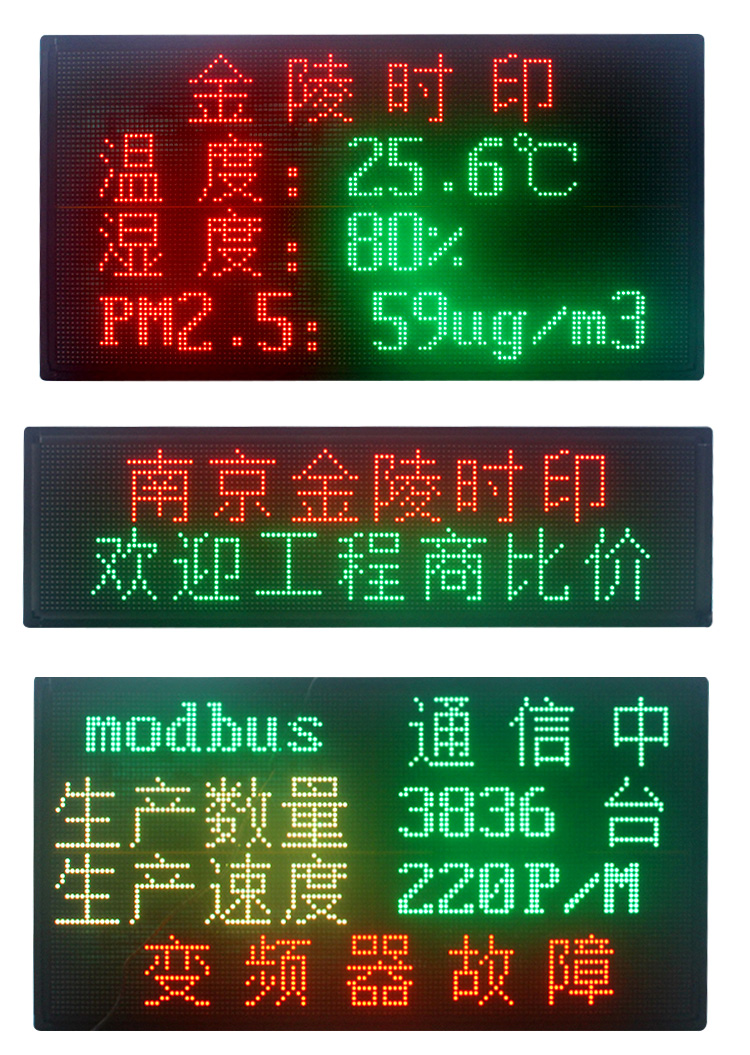 金陵时印
温度: 25.6℃
湿度: 80%
PM2.5: 59ug/m3
南京金陵时印
欢迎工程商比价
modbus 通信中
生产数量 3836 台
生产速度 220P/M
变频器故障